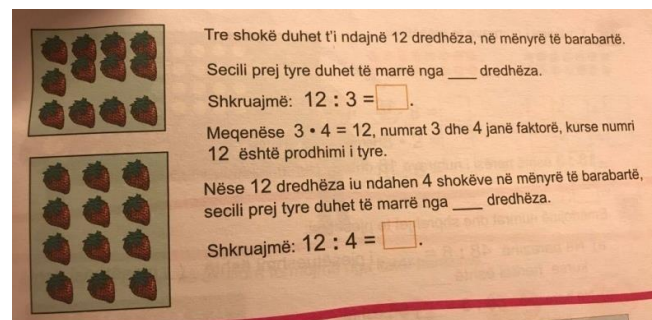 Tre shokë duhet t'i ndajnë 12 dredhëza, në mënyrë të barabartë.
Secili prej tyre duhet të marrë nga ____ dredhëza.
Shkruajmë: 12 : 3 = .
Meqenëse 3 • 4 = 12, numrat 3 dhe 4 janë faktorë, kurse numri
12 është prodhimi i tyre.
Nëse 12 dredhëza iu ndahen 4 shokëve në mënyrë të barabartë,
secili prej tyre duhet të marrë nga ____ dredhëza.
Shkruajmë: 12 : 4 = .